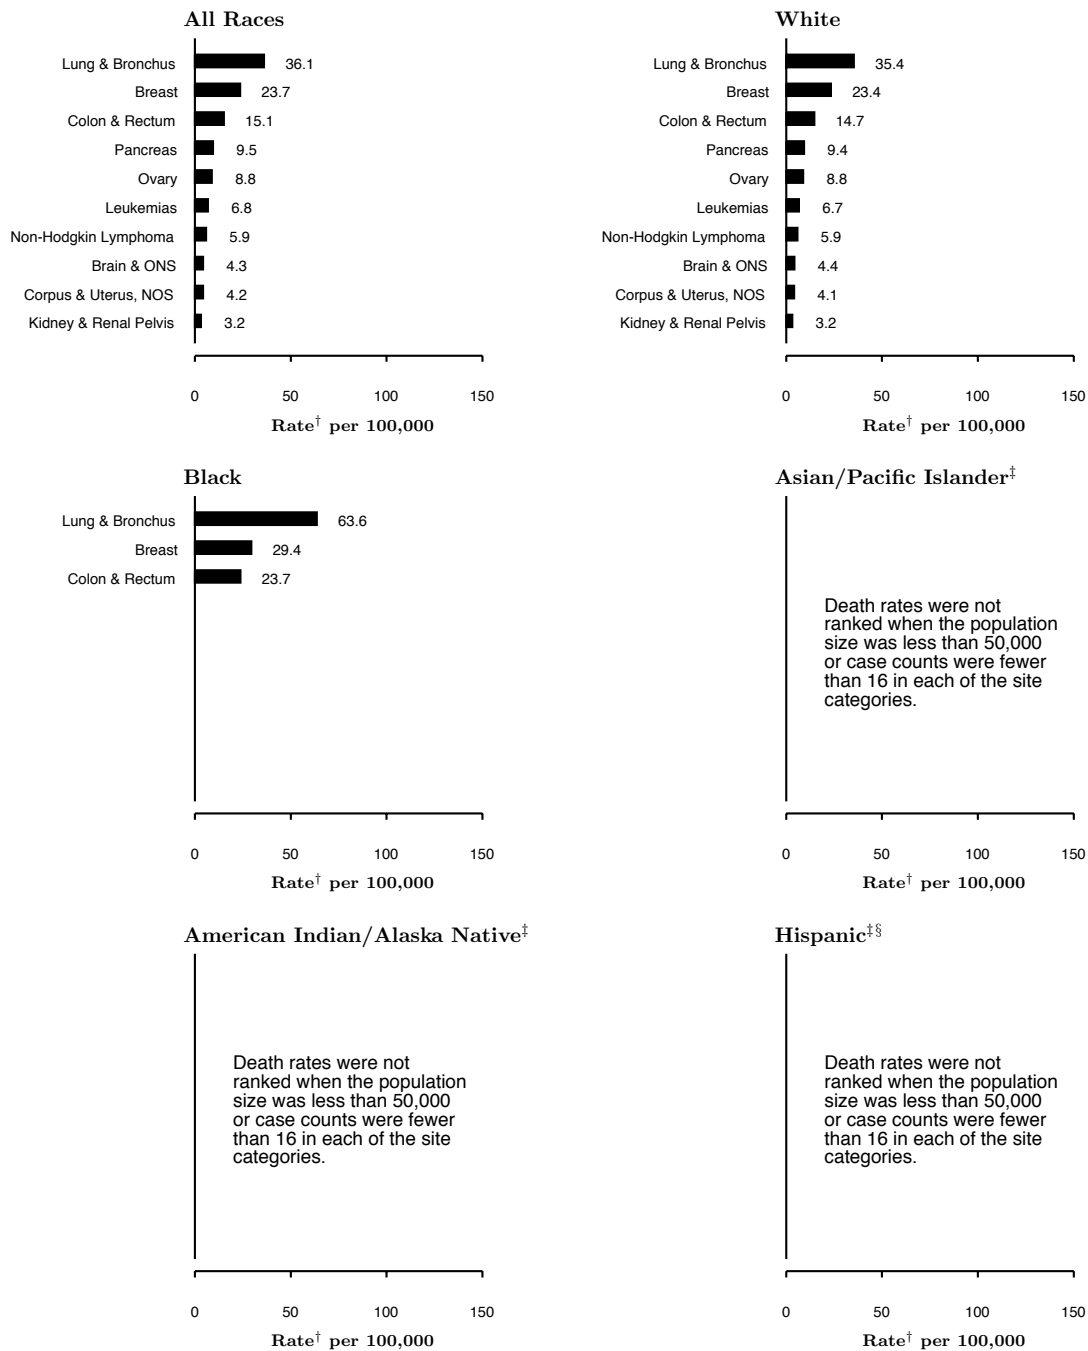 All Races
Lung & Bronchus 36.1
Breast 23.7
Colon & Rectum 15.1
Pancreas 9.5
Ovary 8.8
Leukemias 6.8
Non-Hodgkin Lymphoma 5.9
Brain & ONS 4.3
Corpus & Uterus, NOS 4.2
Kidney & Renal Pelvis 3.2
0 50 100 150
Rate† per 100,000
White
Lung & Bronchus 35.4
Breast 23.4
Colon & Rectum 14.7
Pancreas 9.4
Ovary 8.8
Leukemias 6.7
Non-Hodgkin Lymphoma 5.9
Brain & ONS 4.4
Corpus & Uterus, NOS 4.1
Kidney & Renal Pelvis 3.2
0 50 100 150
Rate† per 100,000
Black
Lung & Bronchus 63.6
Breast 29.4
Colon & Rectum 23.7
0 50 100 150
Rate† per 100,000
Asian/Pacific Islander‡
Death rates were not
ranked when the population
size was less than 50,000
or case counts were fewer
than 16 in each of the site
categories.
0 50 100 150
Rate† per 100,000
American Indian/Alaska Native‡
Death rates were not
ranked when the population
size was less than 50,000
or case counts were fewer
than 16 in each of the site
categories.
0 50 100 150
Rate† per 100,000
Hispanic‡§
Death rates were not
ranked when the population
size was less than 50,000
or case counts were fewer
than 16 in each of the site
categories.
0 50 100 150
Rate† per 100,000